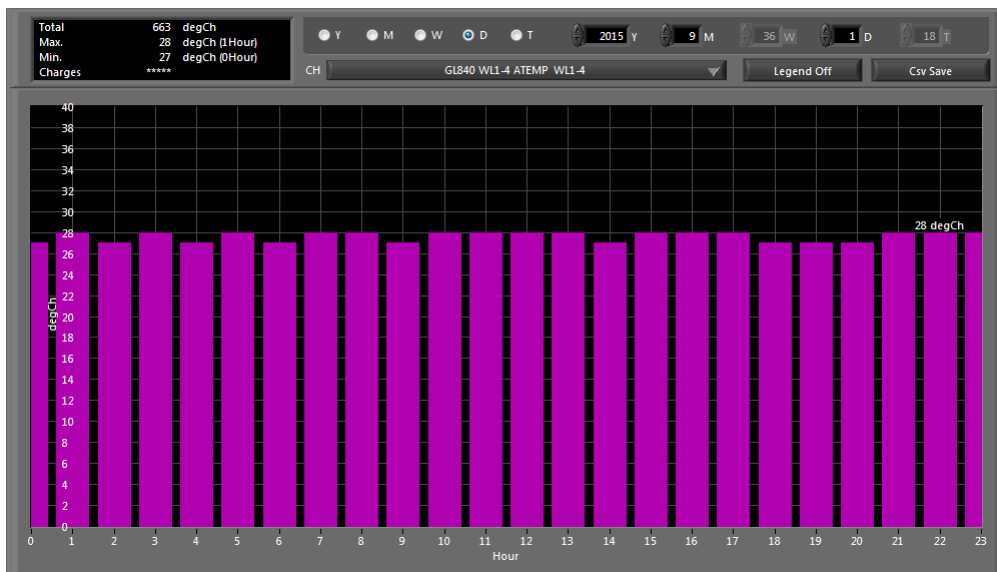 Total 663 degCh
Max. 28 degCh (1Hour)
Min. 27 degCh (0Hour)
Charges *****
Y M W D T 2015 Y 9 M 36 W 1 D 18 T
CH GL840 WL1-4 ATEMP WL1-4 Legend Off Csv Save
40
38
36
34
32
30
28 degCh
28
26
24
22
degCh
20
18
16
14
12
10
8
6
4
2
0
0 1 2 3 4 5 6 7 8 9 10 11 12 13 14 15 16 17 18 19 20 21 22 23
Hour